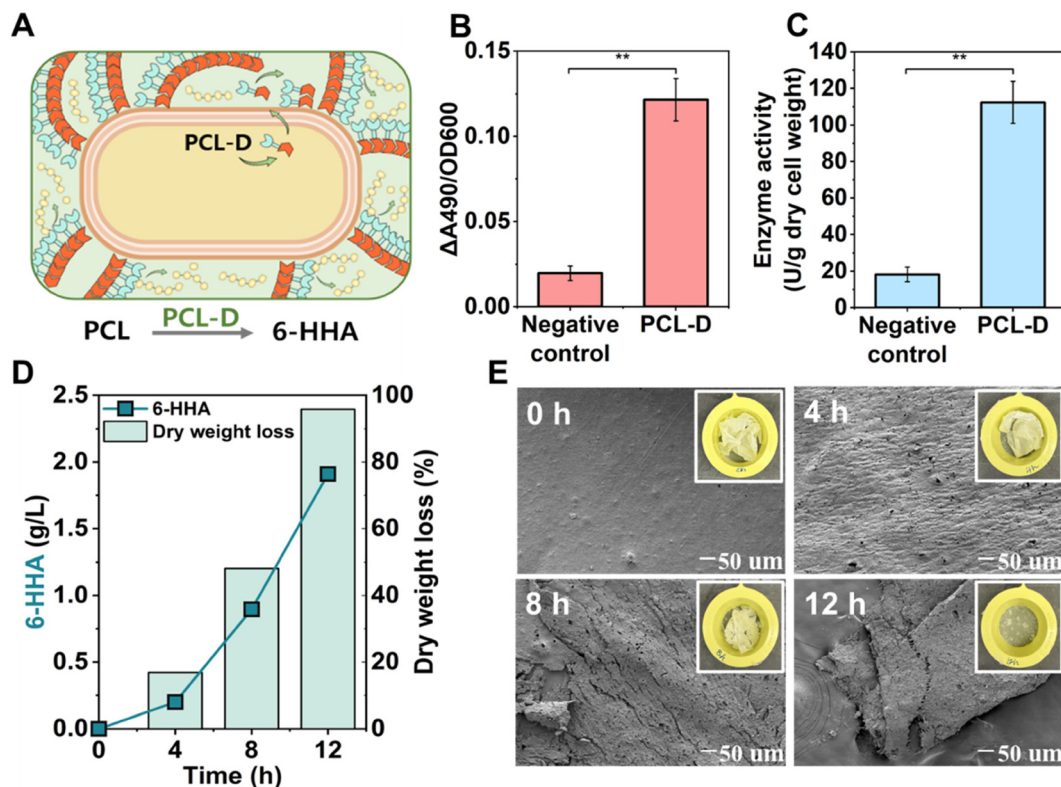 A
PCL-D
PCL
PCL-D
6-HHA
B
ΔA490/OD600
0.15
0.10
0.05
0.00
**
Negative
control
PCL-D
C
Enzyme activity
(U/g dry cell weight)
140
120
100
80
60
40
20
0
**
Negative
control
PCL-D
D
6-HHA (g/L)
2.5
2.0
1.5
1.0
0.5
0.0
6-HHA
Dry weight loss
100
80
60
40
20
0
Dry weight loss (%)
0
4
8
12
Time (h)
E
0 h
50 um
4 h
50 um
8 h
50 um
12 h
50 um